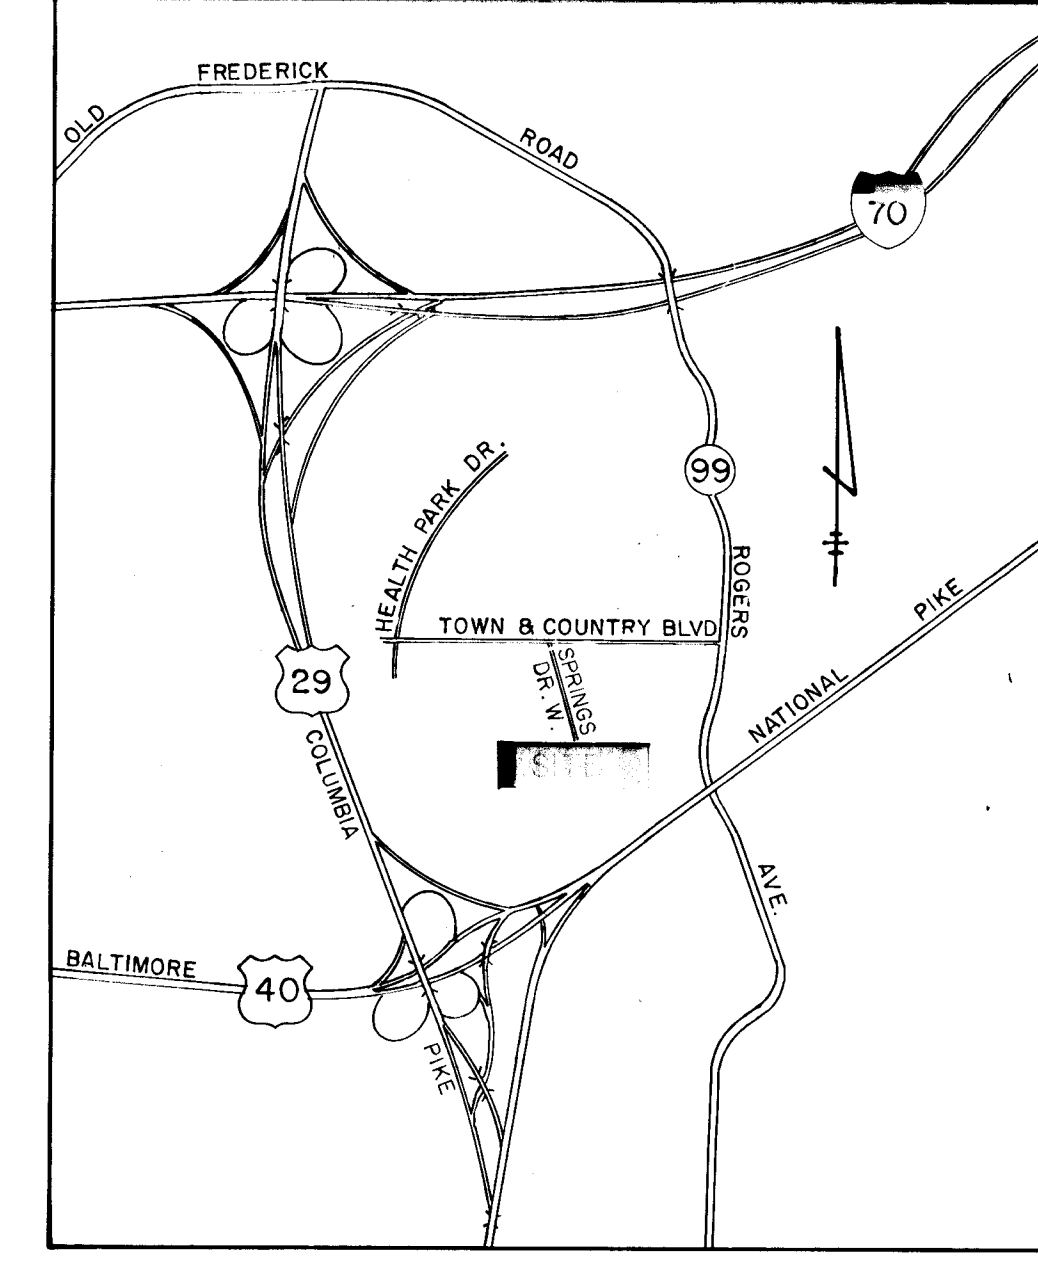 FREDERICK
OLD
ROAD
70
HEALTH PARK DR.
99
ROGERS
TOWN & COUNTRY BLVD
SPRINGS
DR. W.
PIKE
NATIONAL
29
COLUMBIA
SITE
AVE.
BALTIMORE
40
PIKE